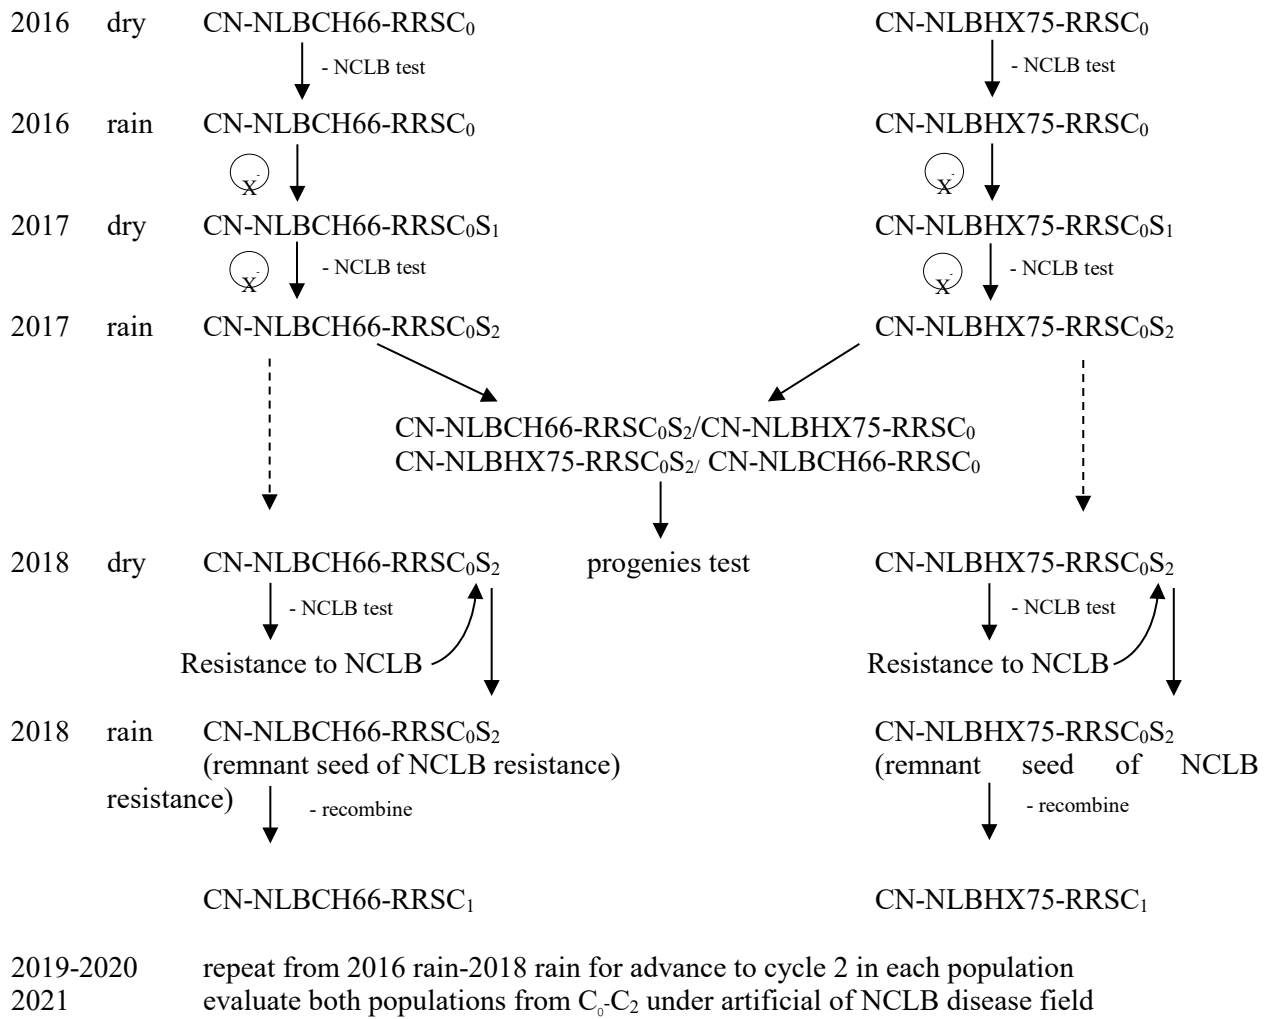 2016 dry CN-NLBCH66-RRSC₀ CN-NLBHX75-RRSC₀
- NCLB test - NCLB test
2016 rain CN-NLBCH66-RRSC₀ CN-NLBHX75-RRSC₀
X- X-
2017 dry CN-NLBCH66-RRSC₀S₁ CN-NLBHX75-RRSC₀S₁
X- - NCLB test X- - NCLB test
2017 rain CN-NLBCH66-RRSC₀S₂ CN-NLBHX75-RRSC₀S₂
CN-NLBCH66-RRSC₀S₂/CN-NLBHX75-RRSC₀
CN-NLBHX75-RRSC₀S₂/ CN-NLBCH66-RRSC₀
2018 dry CN-NLBCH66-RRSC₀S₂ progenies test CN-NLBHX75-RRSC₀S₂
- NCLB test - NCLB test
Resistance to NCLB Resistance to NCLB
2018 rain CN-NLBCH66-RRSC₀S₂ CN-NLBHX75-RRSC₀S₂
(remnant seed of NCLB resistance) (remnant seed of NCLB
resistance) - recombine - recombine
CN-NLBCH66-RRSC₁ CN-NLBHX75-RRSC₁
2019-2020 repeat from 2016 rain-2018 rain for advance to cycle 2 in each population
2021 evaluate both populations from C₀-C₂ under artificial of NCLB disease field